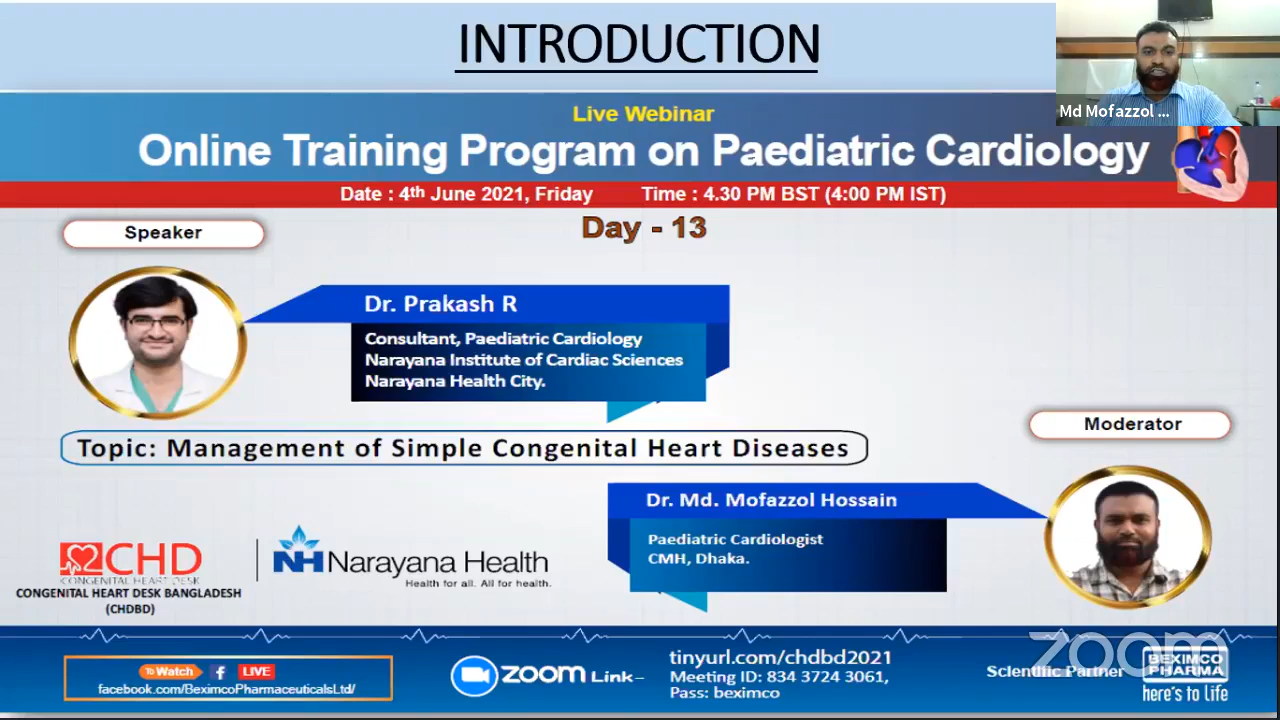 INTRODUCTION
Md Mofazzol ...
Live Webinar
Online Training Program on Paediatric Cardiology
Date : 4th June 2021, Friday Time : 4.30 PM BST (4:00 PM IST)
Day - 13
Speaker
Dr. Prakash R
Consultant, Paediatric Cardiology
Narayana Institute of Cardiac Sciences
Narayana Health City.
Topic: Management of Simple Congenital Heart Diseases
Moderator
Dr. Md. Mofazzol Hossain
Paediatric Cardiologist
CMH, Dhaka.
CHD
CONGENITAL HEART DESK
CONGENITAL HEART DESK BANGLADESH
(CHDBD)
NH Narayana Health
Health for all. All for health.
To Watch f LIVE
facebook.com/BeximcoPharmaceuticalsLtd/
zoom Link–
tinyurl.com/chdbd2021
Meeting ID: 834 3724 3061,
Pass: beximco
Scientific Partner
BEXIMCO
PHARMA
here's to life
zoom